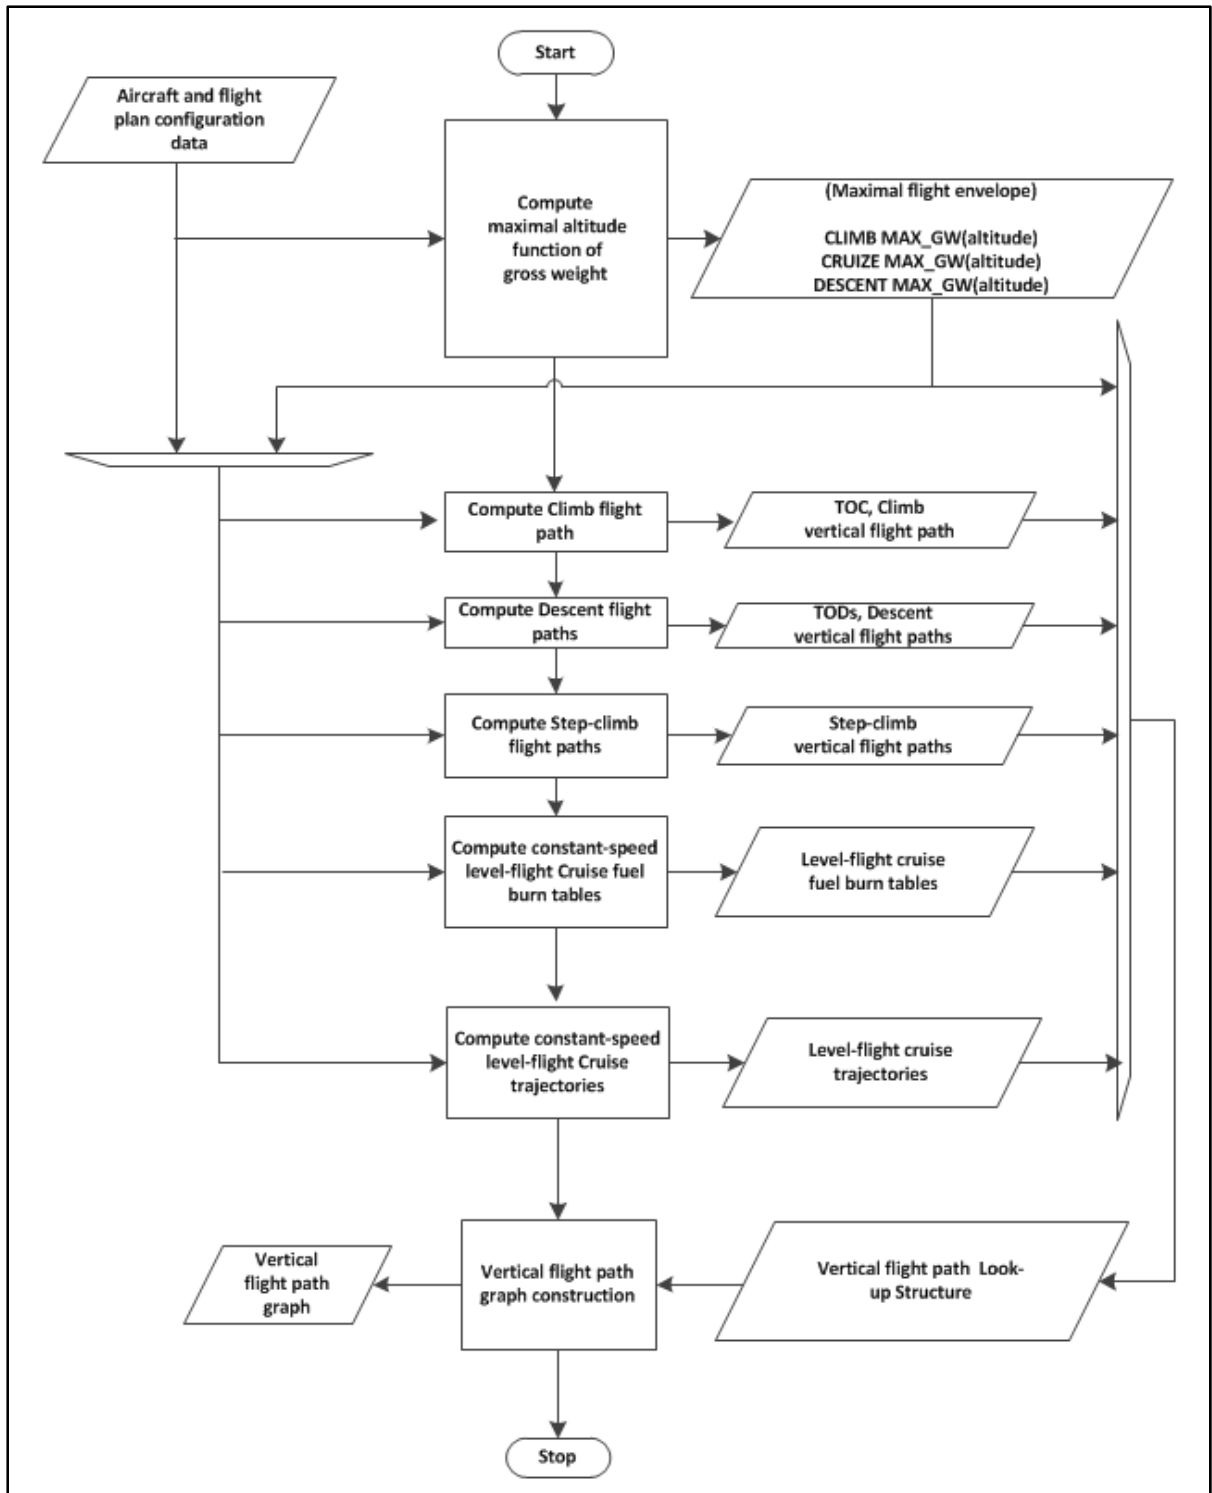 Start
Aircraft and flight
plan configuration
data
Compute
maximal altitude
function of
gross weight
(Maximal flight envelope)
CLIMB MAX_GW(altitude)
CRUIZE MAX_GW(altitude)
DESCENT MAX_GW(altitude)
Compute Climb flight
path
TOC, Climb
vertical flight path
Compute Descent flight
paths
TODs, Descent
vertical flight paths
Compute Step-climb
flight paths
Step-climb
vertical flight paths
Compute constant-speed
level-flight Cruise fuel
burn tables
Level-flight cruise
fuel burn tables
Compute constant-speed
level-flight Cruise
trajectories
Level-flight cruise
trajectories
Vertical
flight path
graph
Vertical flight path
graph construction
Vertical flight path Look-
up Structure
Stop